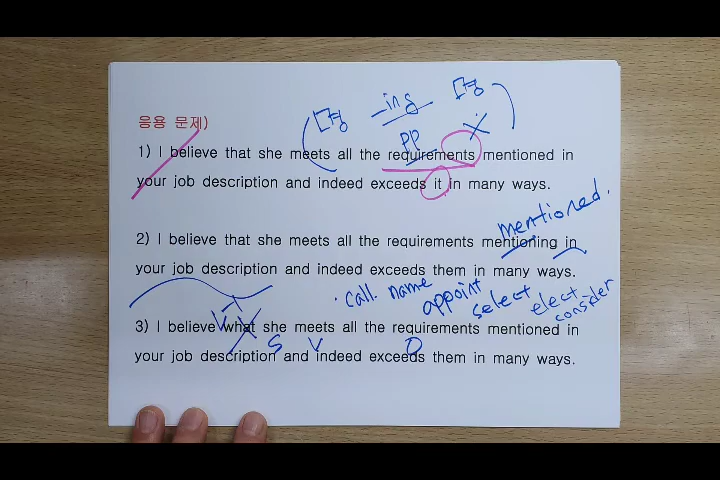 -ing
pp
응용 문제)
1) I believe that she meets all the requirements mentioned in
your job description and indeed exceeds it in many ways.
mentioned.
2) I believe that she meets all the requirements mentioning in
your job description and indeed exceeds them in many ways.
· call. name appoint select elect consider
3) I believe what she meets all the requirements mentioned in
S V O
your job description and indeed exceeds them in many ways.